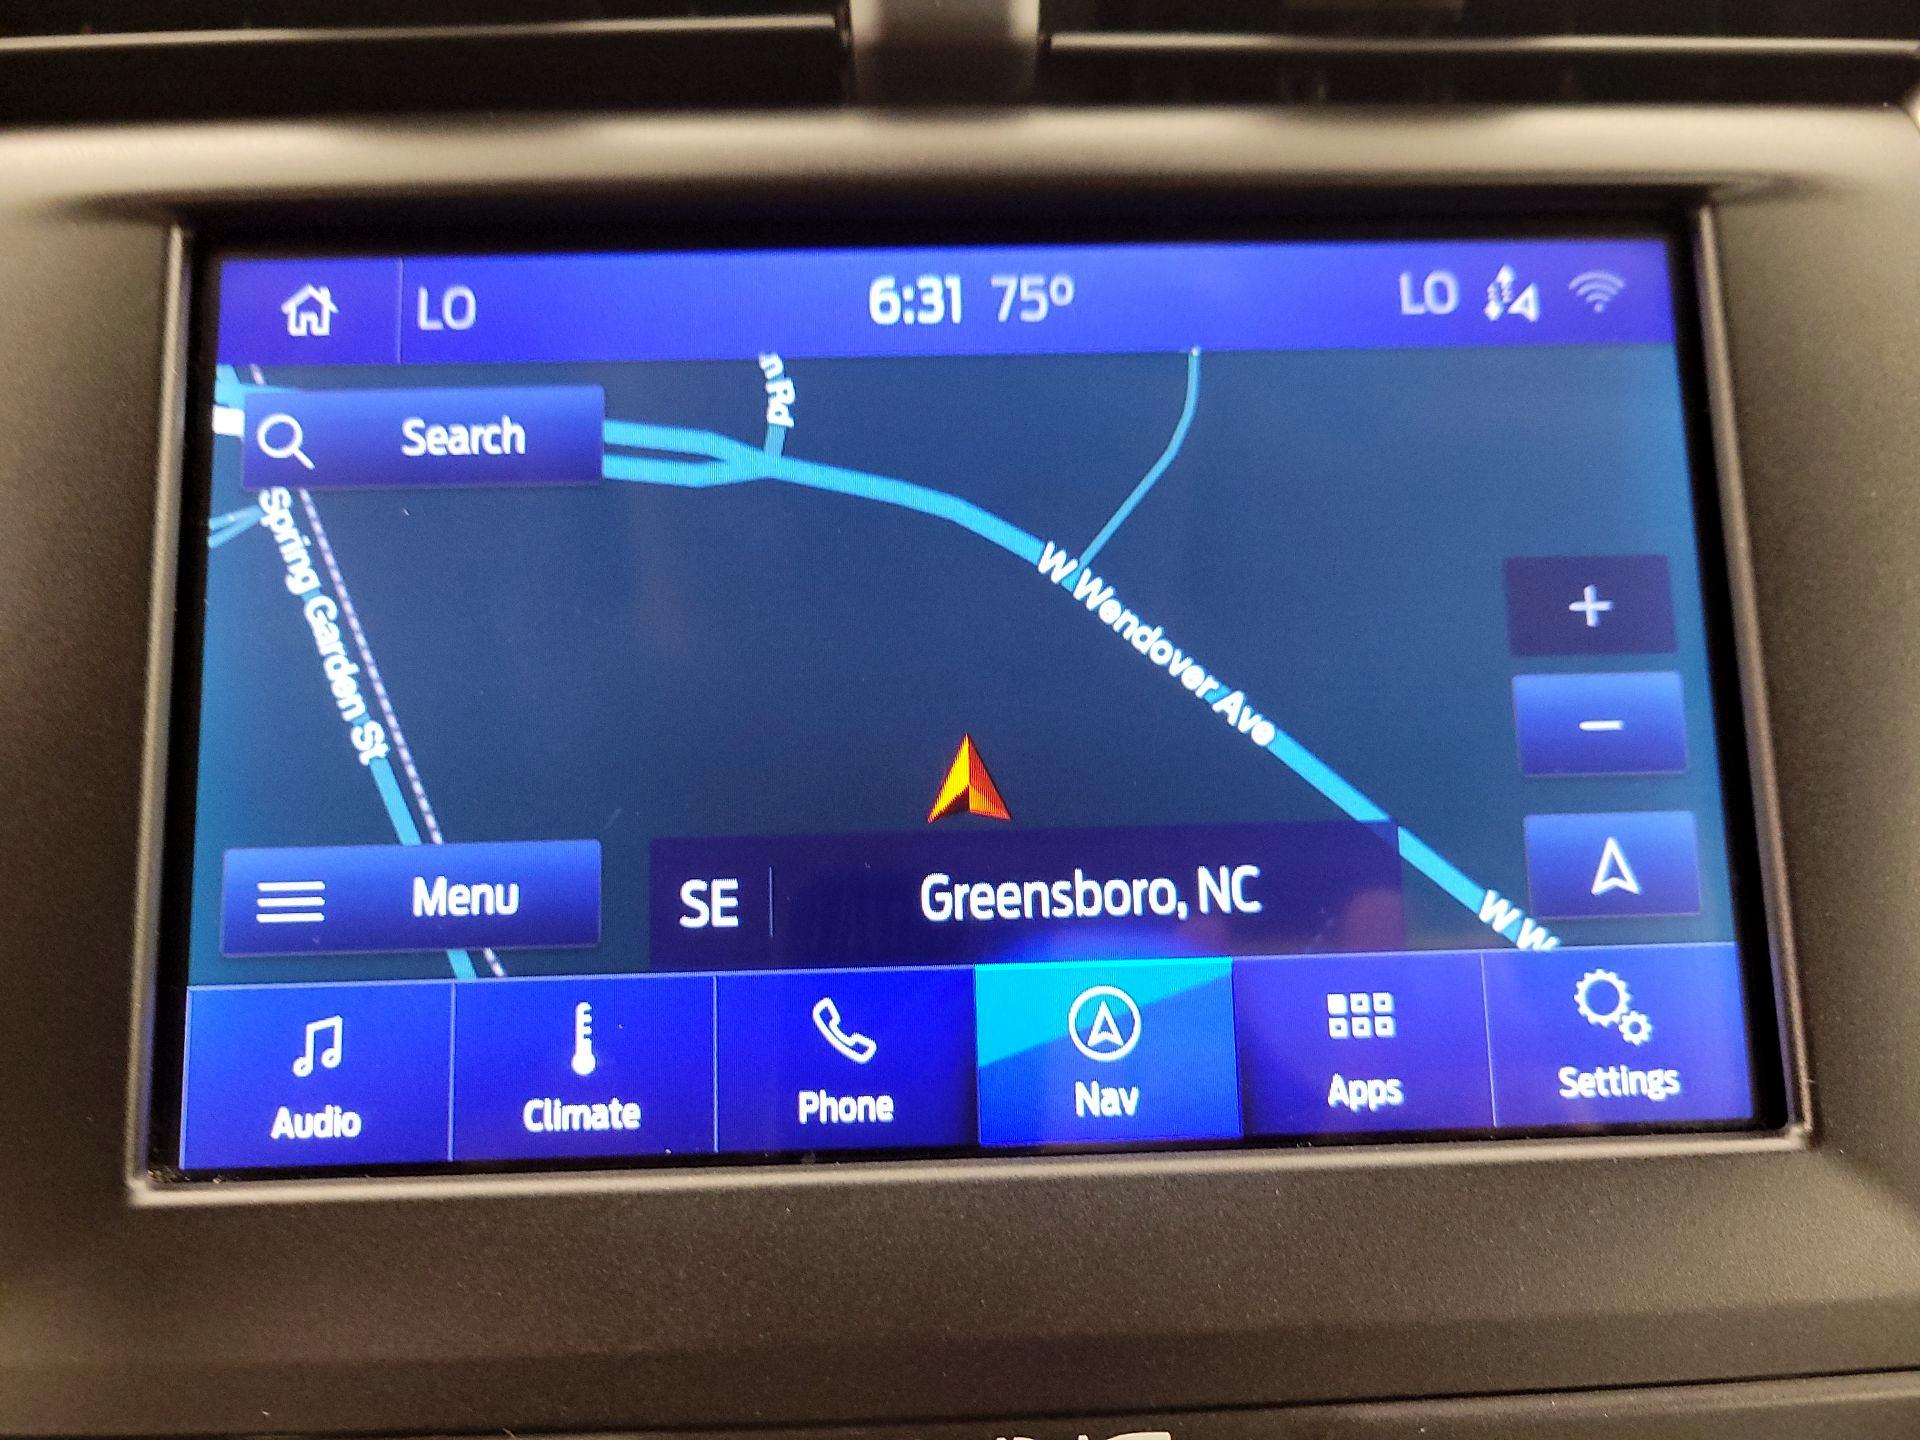 LO
6:31 75°
LO
Search
n Rd
Spring Garden St
W Wendover Ave
+
−
Menu
SE
Greensboro, NC
W W
Audio
Climate
Phone
Nav
Apps
Settings